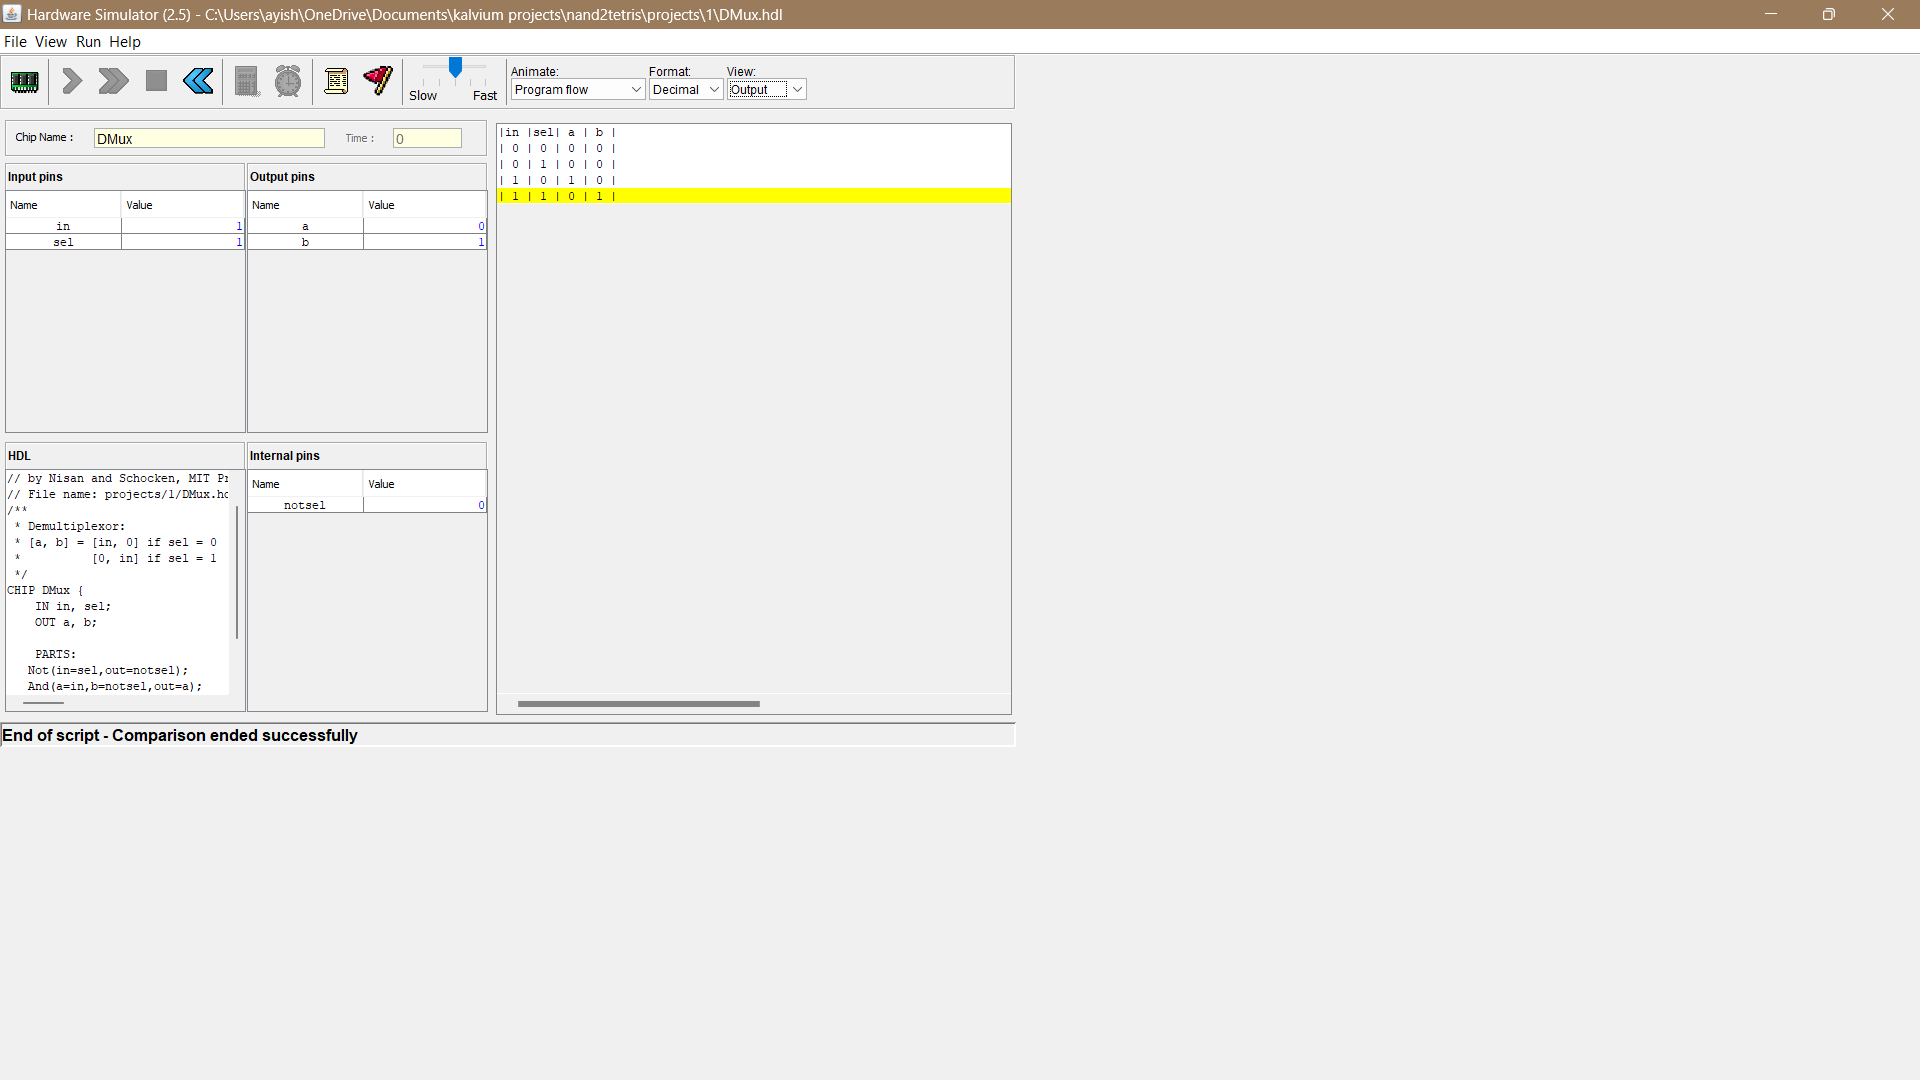 Hardware Simulator (2.5) - C:\Users\ayish\OneDrive\Documents\kalvium projects\nand2tetris\projects\1\DMux.hdl
File View Run Help
Slow Fast
Animate: Format: View:
Program flow Decimal Output
Chip Name : DMux Time : 0
Input pins
Name Value
in 1
sel 1
Output pins
Name Value
a 0
b 1
HDL
// by Nisan and Schocken, MIT Pr
// File name: projects/1/DMux.hd
/**
* Demultiplexor:
* [a, b] = [in, 0] if sel = 0
* [0, in] if sel = 1
*/
CHIP DMux {
IN in, sel;
OUT a, b;
PARTS:
Not(in=sel,out=notsel);
And(a=in,b=notsel,out=a);
Internal pins
Name Value
notsel 0
|in |sel| a | b |
| 0 | 0 | 0 | 0 |
| 0 | 1 | 0 | 0 |
| 1 | 0 | 1 | 0 |
| 1 | 1 | 0 | 1 |
End of script - Comparison ended successfully